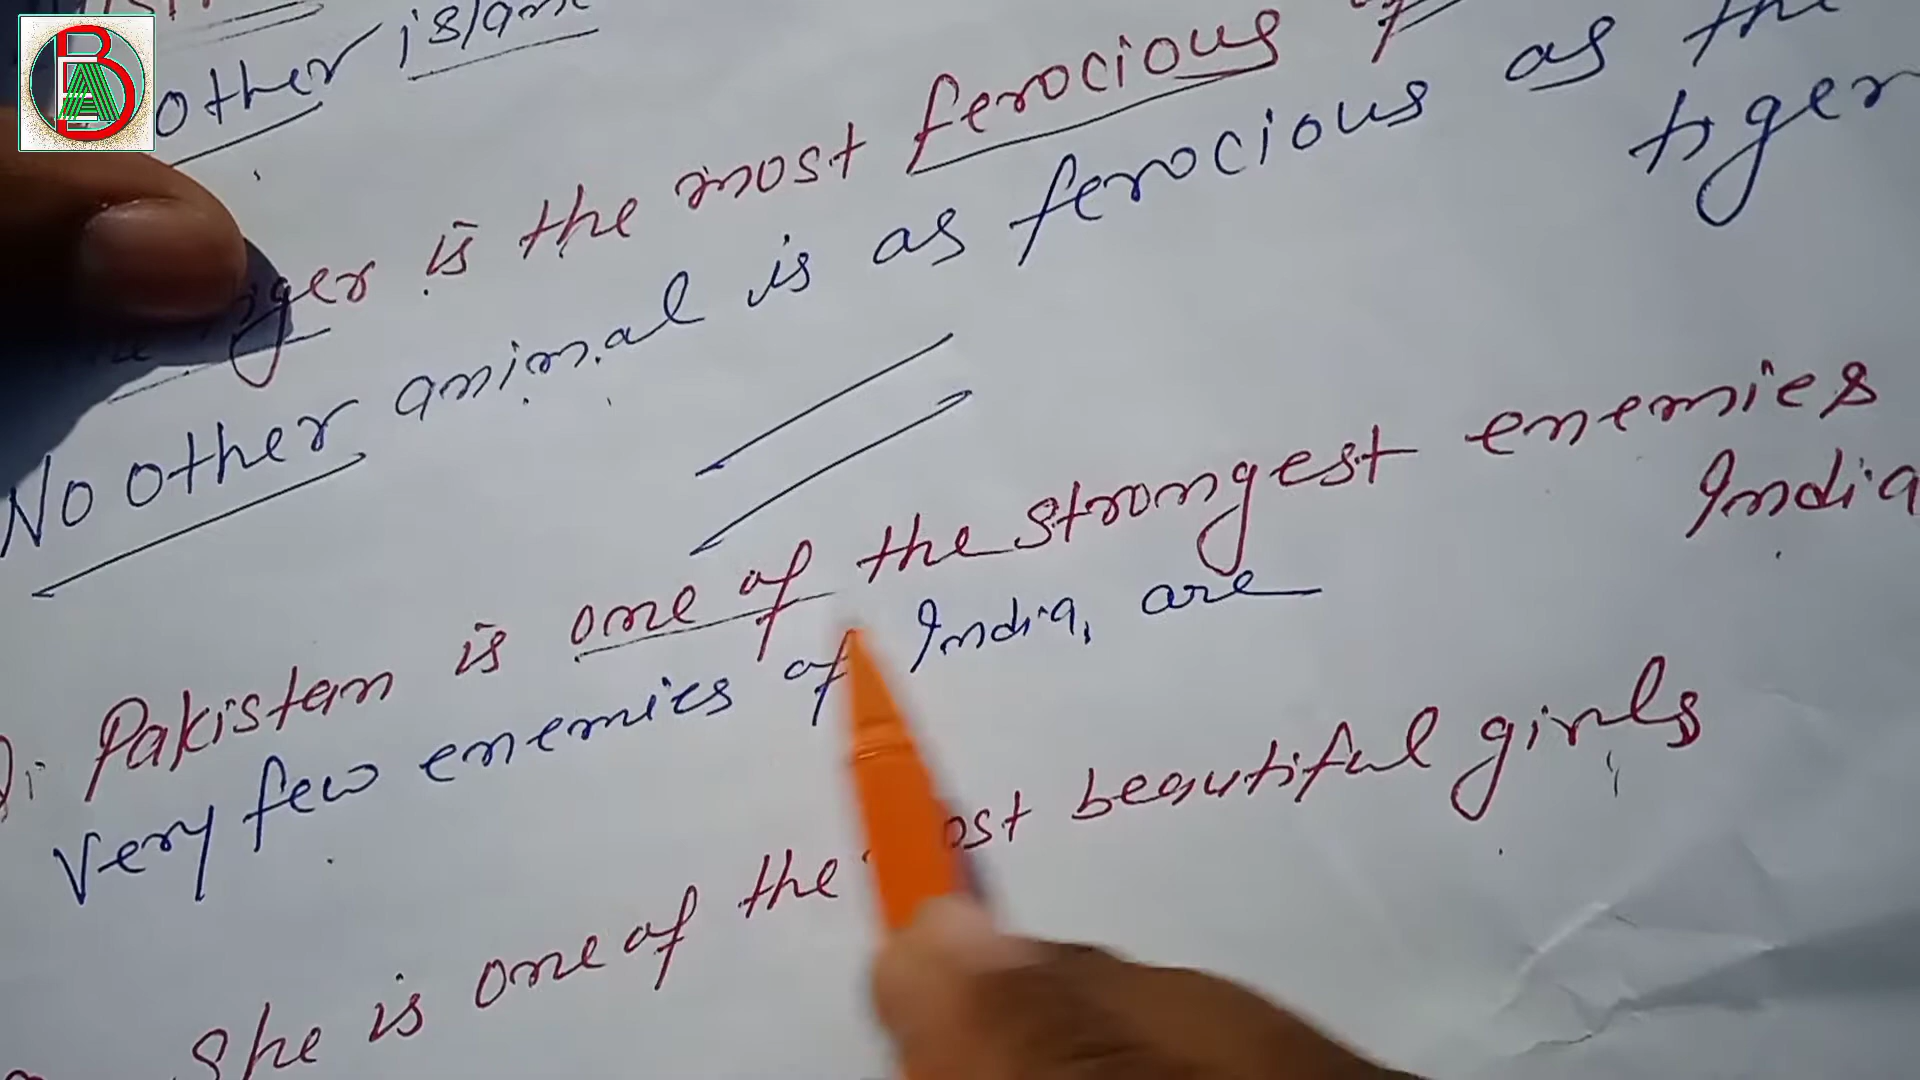 other island
tiger is the most ferocious of
No other animal is as ferocious as the
tiger
Pakistan is one of the strongest enemies
India
Very few enemies of India, are
She is one of the most beautiful girls